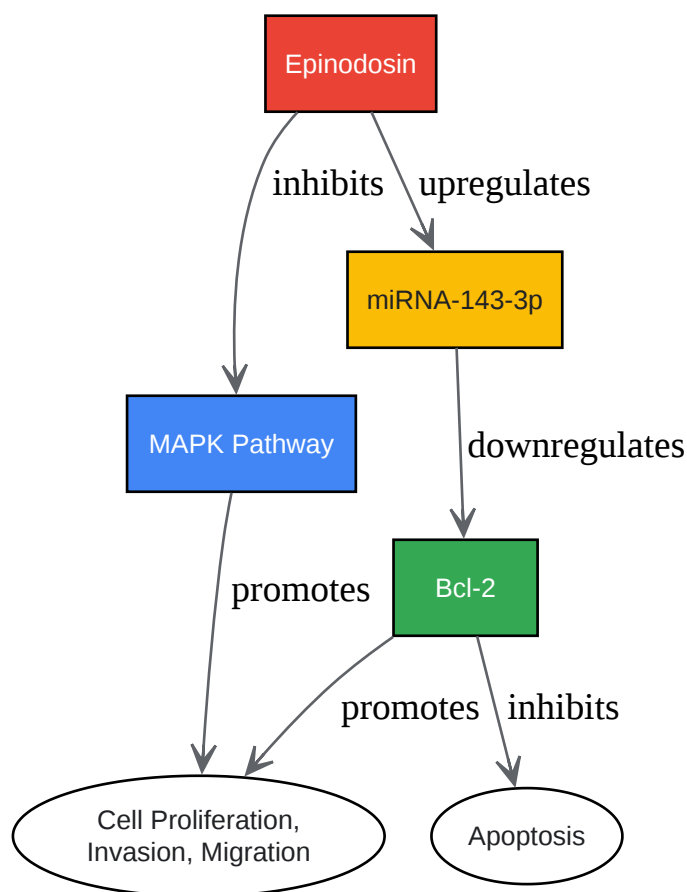 Epinodosin
inhibits
upregulates
miRNA-143-3p
MAPK Pathway
downregulates
Bcl-2
promotes
promotes
inhibits
Cell Proliferation,
Invasion, Migration
Apoptosis